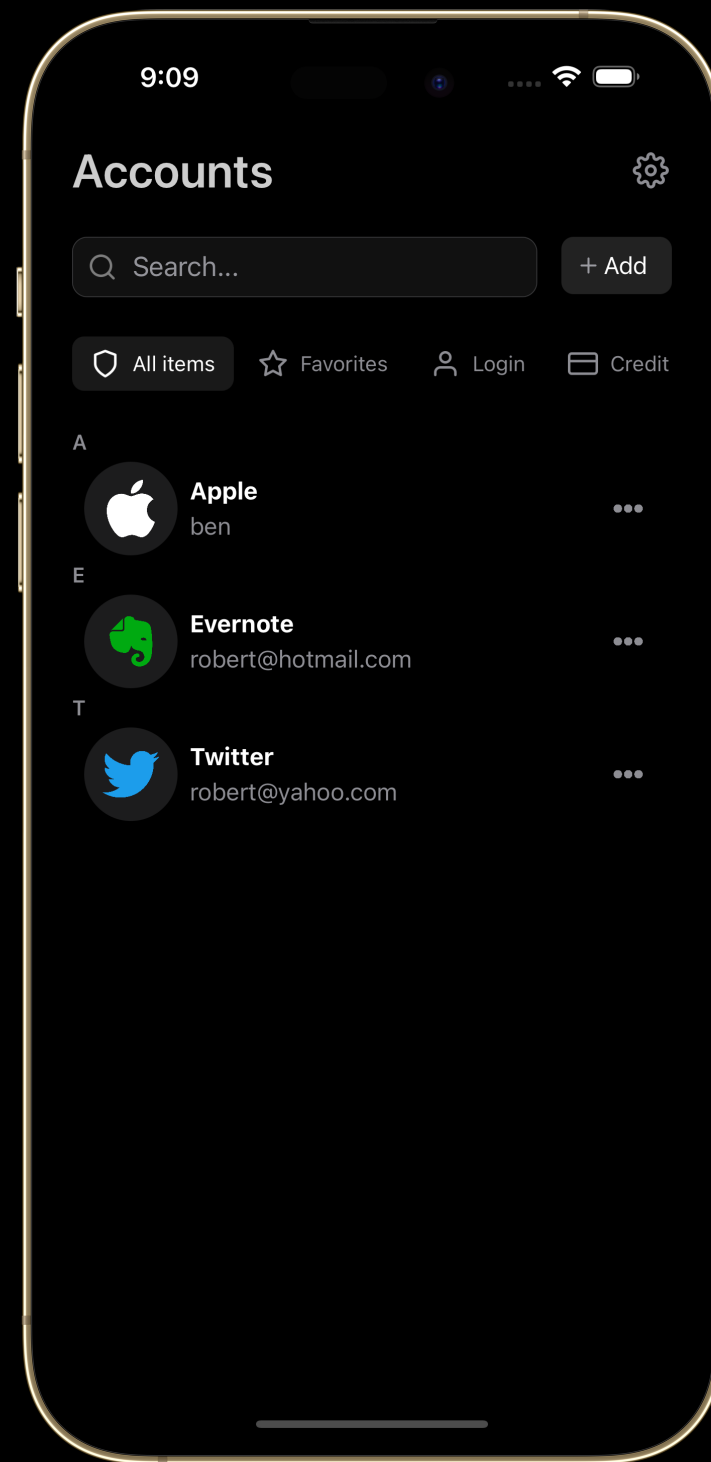 9:09
Accounts
Search...
+ Add
All items Favorites Login Credit
A
Apple
ben
E
Evernote
robert@hotmail.com
T
Twitter
robert@yahoo.com